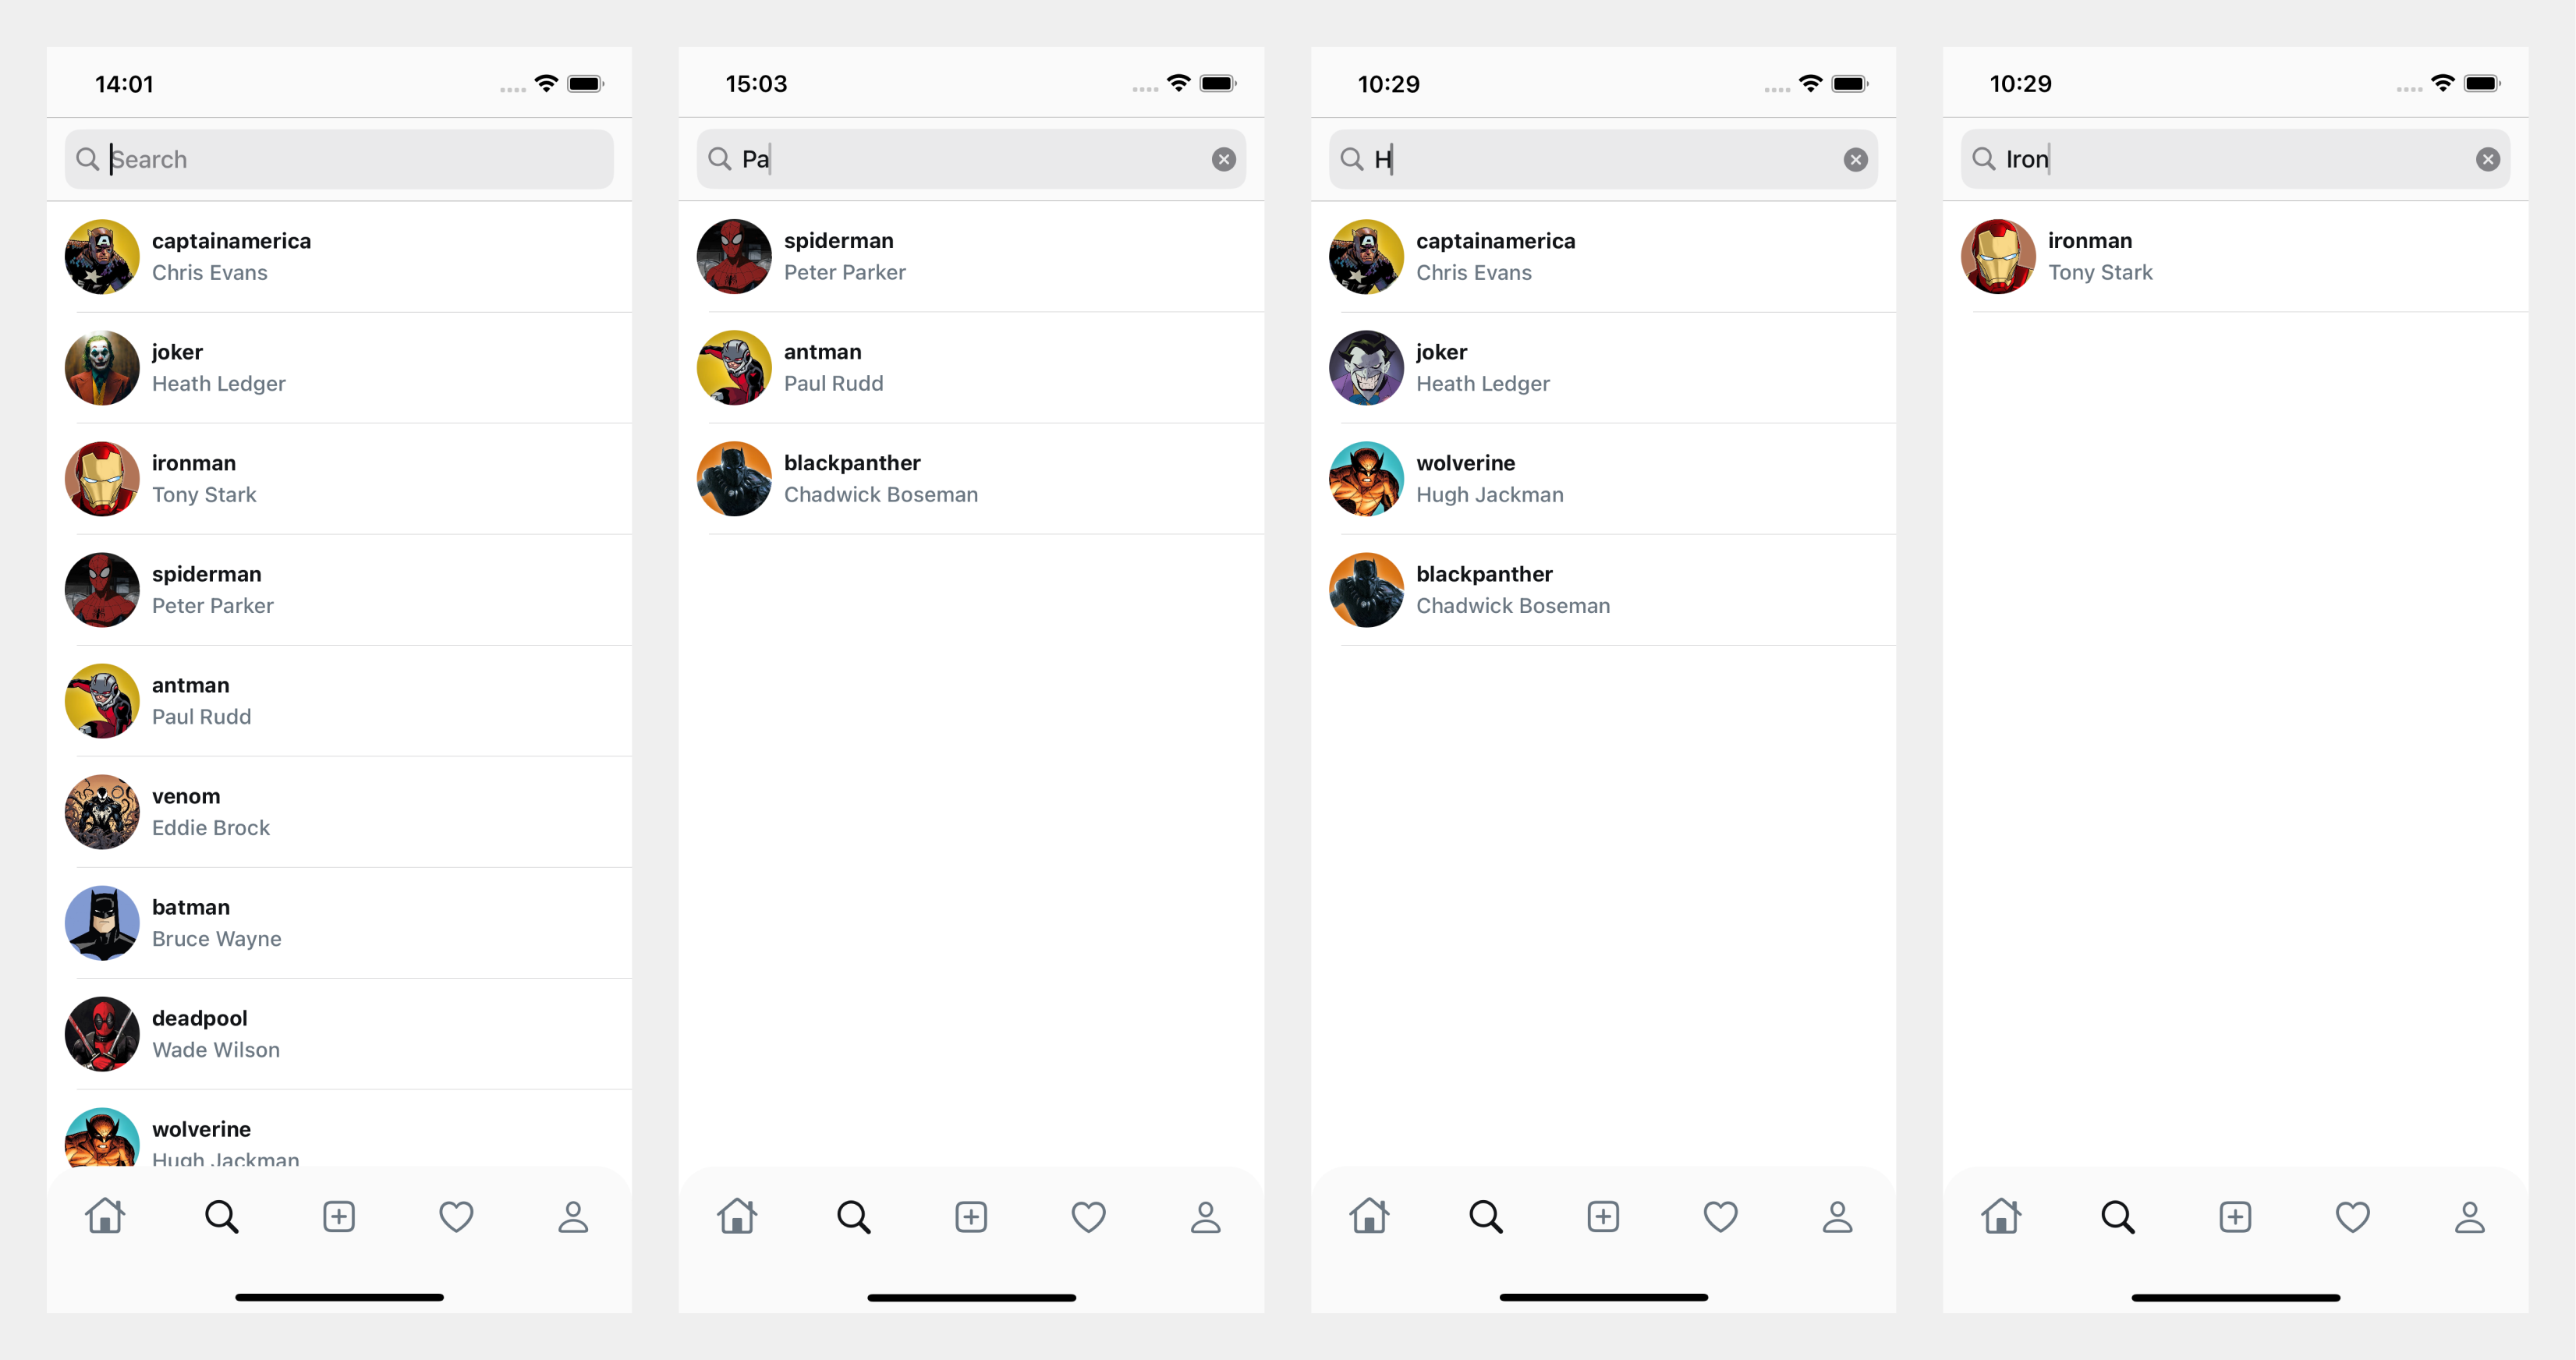 14:01
Search
captainamerica
Chris Evans
joker
Heath Ledger
ironman
Tony Stark
spiderman
Peter Parker
antman
Paul Rudd
venom
Eddie Brock
batman
Bruce Wayne
deadpool
Wade Wilson
wolverine
Hugh Jackman
15:03
Pa
spiderman
Peter Parker
antman
Paul Rudd
blackpanther
Chadwick Boseman
10:29
H
captainamerica
Chris Evans
joker
Heath Ledger
wolverine
Hugh Jackman
blackpanther
Chadwick Boseman
10:29
Iron
ironman
Tony Stark